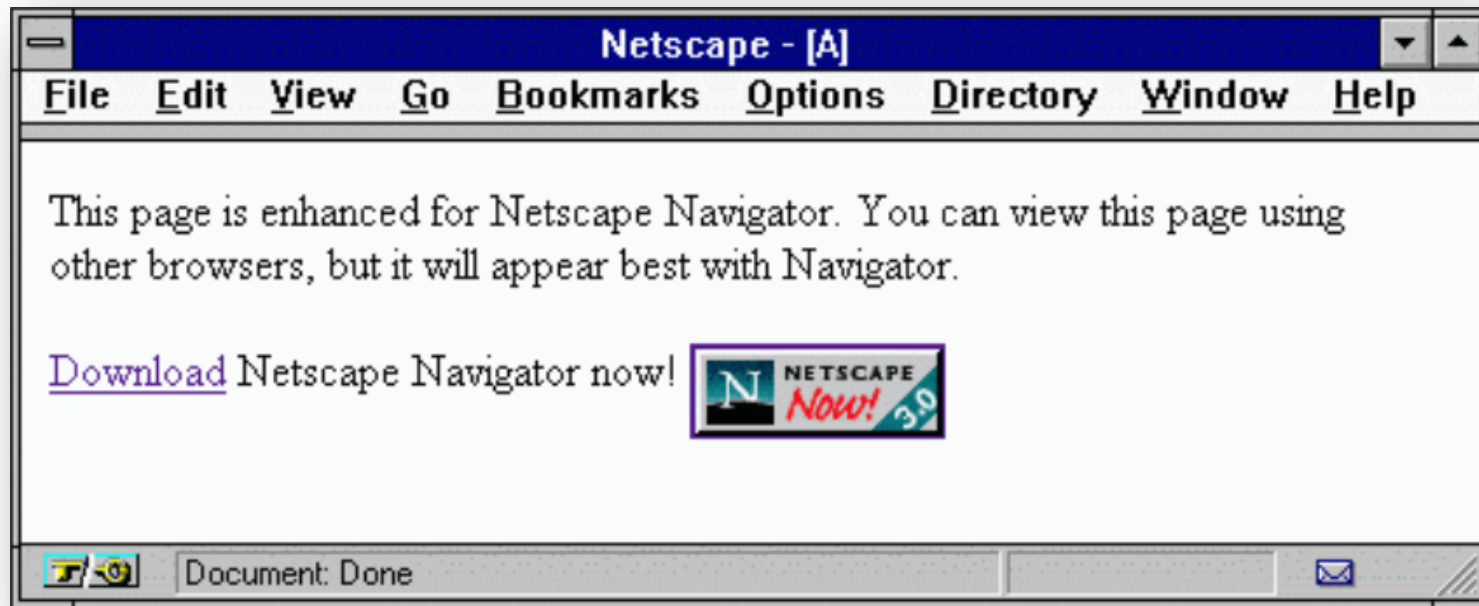 Netscape - [A]
File Edit View Go Bookmarks Options Directory Window Help
This page is enhanced for Netscape Navigator. You can view this page using
other browsers, but it will appear best with Navigator.
Download Netscape Navigator now!
N NETSCAPE
Now! 3.0
Document: Done